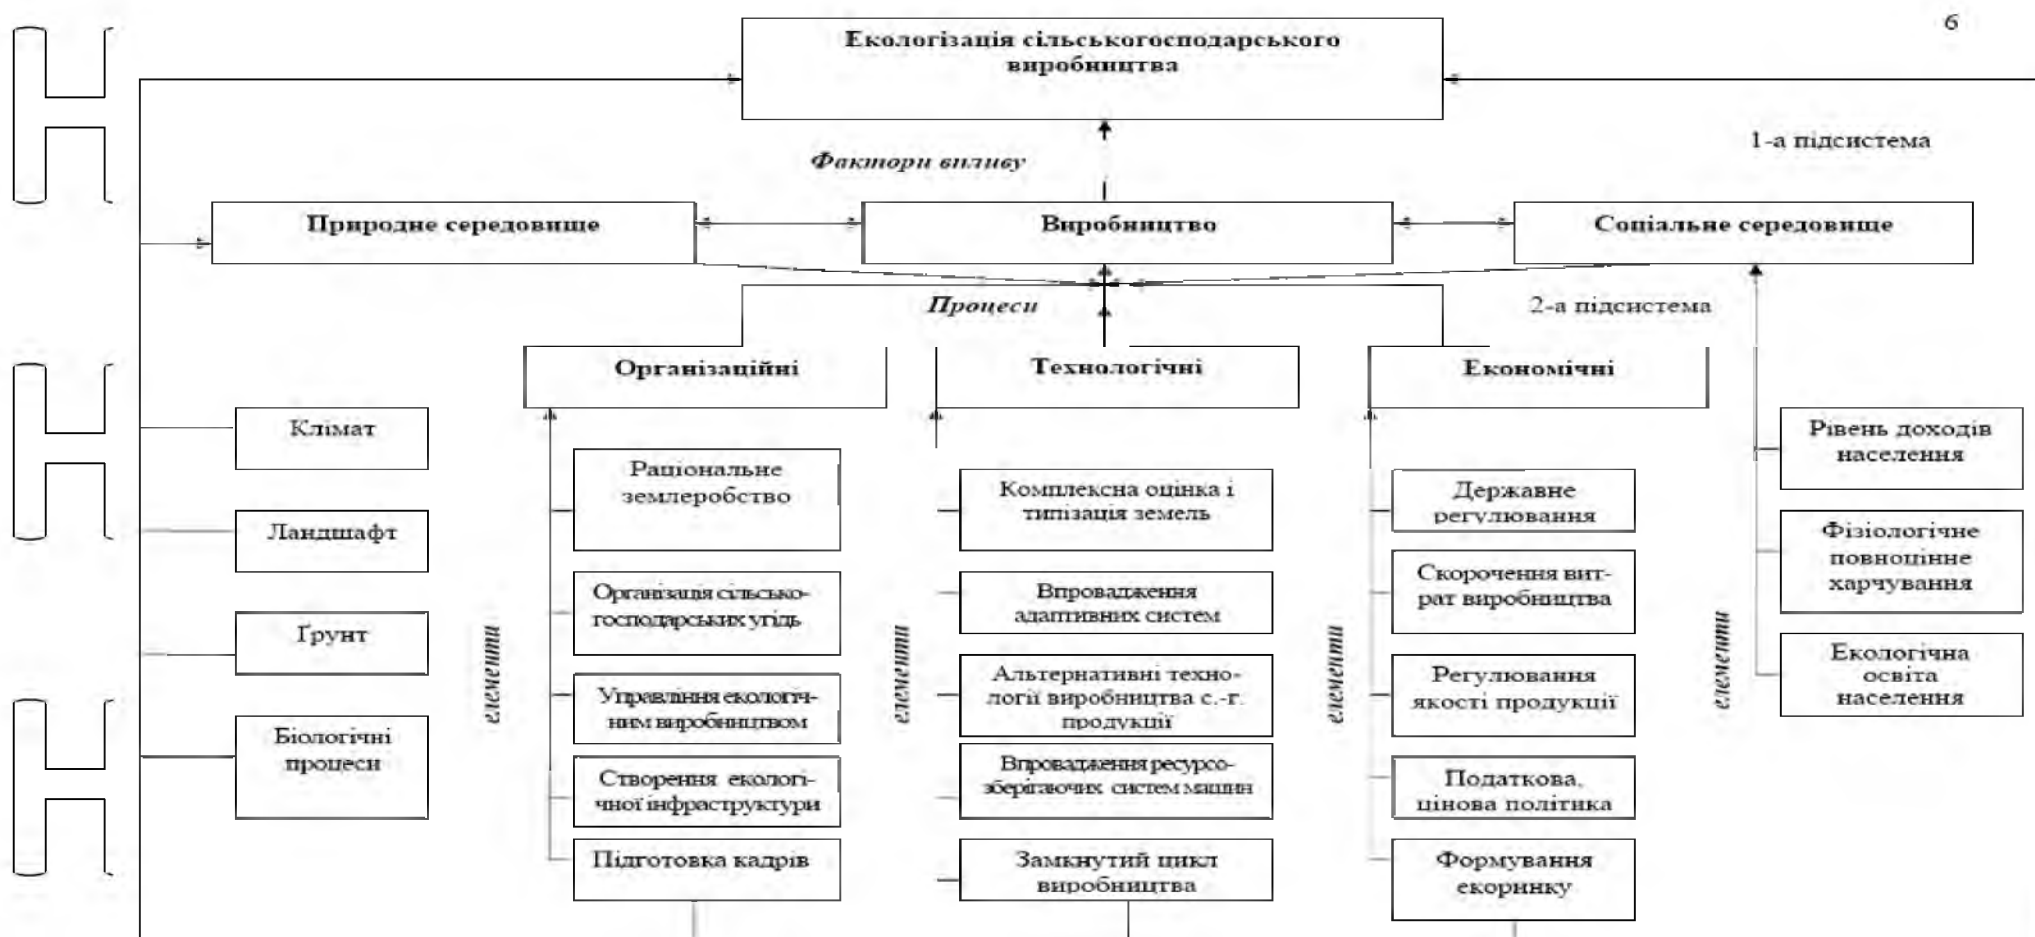 6
Екологізація сільськогосподарського
виробництва
1-а підсистема
Фактори впливу
Природне середовище
Виробництво
Соціальне середовище
Процеси
2-а підсистема
Організаційні
Технологічні
Економічні
Клімат
Ландшафт
Ґрунт
Біологічні
процеси
елементи
Раціональне
землеробство
Організація сільсько-
господарських угідь
Управління екологіч-
ним виробництвом
Створення екологі-
чної інфраструктури
Підготовка кадрів
елементи
Комплексна оцінка і
типізація земель
Впровадження
адаптивних систем
Альтернативні техно-
логії виробництва с.-г.
продукції
Впровадження ресурсо-
зберігаючих систем машин
Замкнутий цикл
виробництва
елементи
Державне
регулювання
Скорочення вит-
рат виробництва
Регулювання
якості продукції
Податкова,
цінова політика
Формування
екоринку
елементи
Рівень доходів
населення
Фізіологічне
повноцінне
харчування
Екологічна
освіта
населення